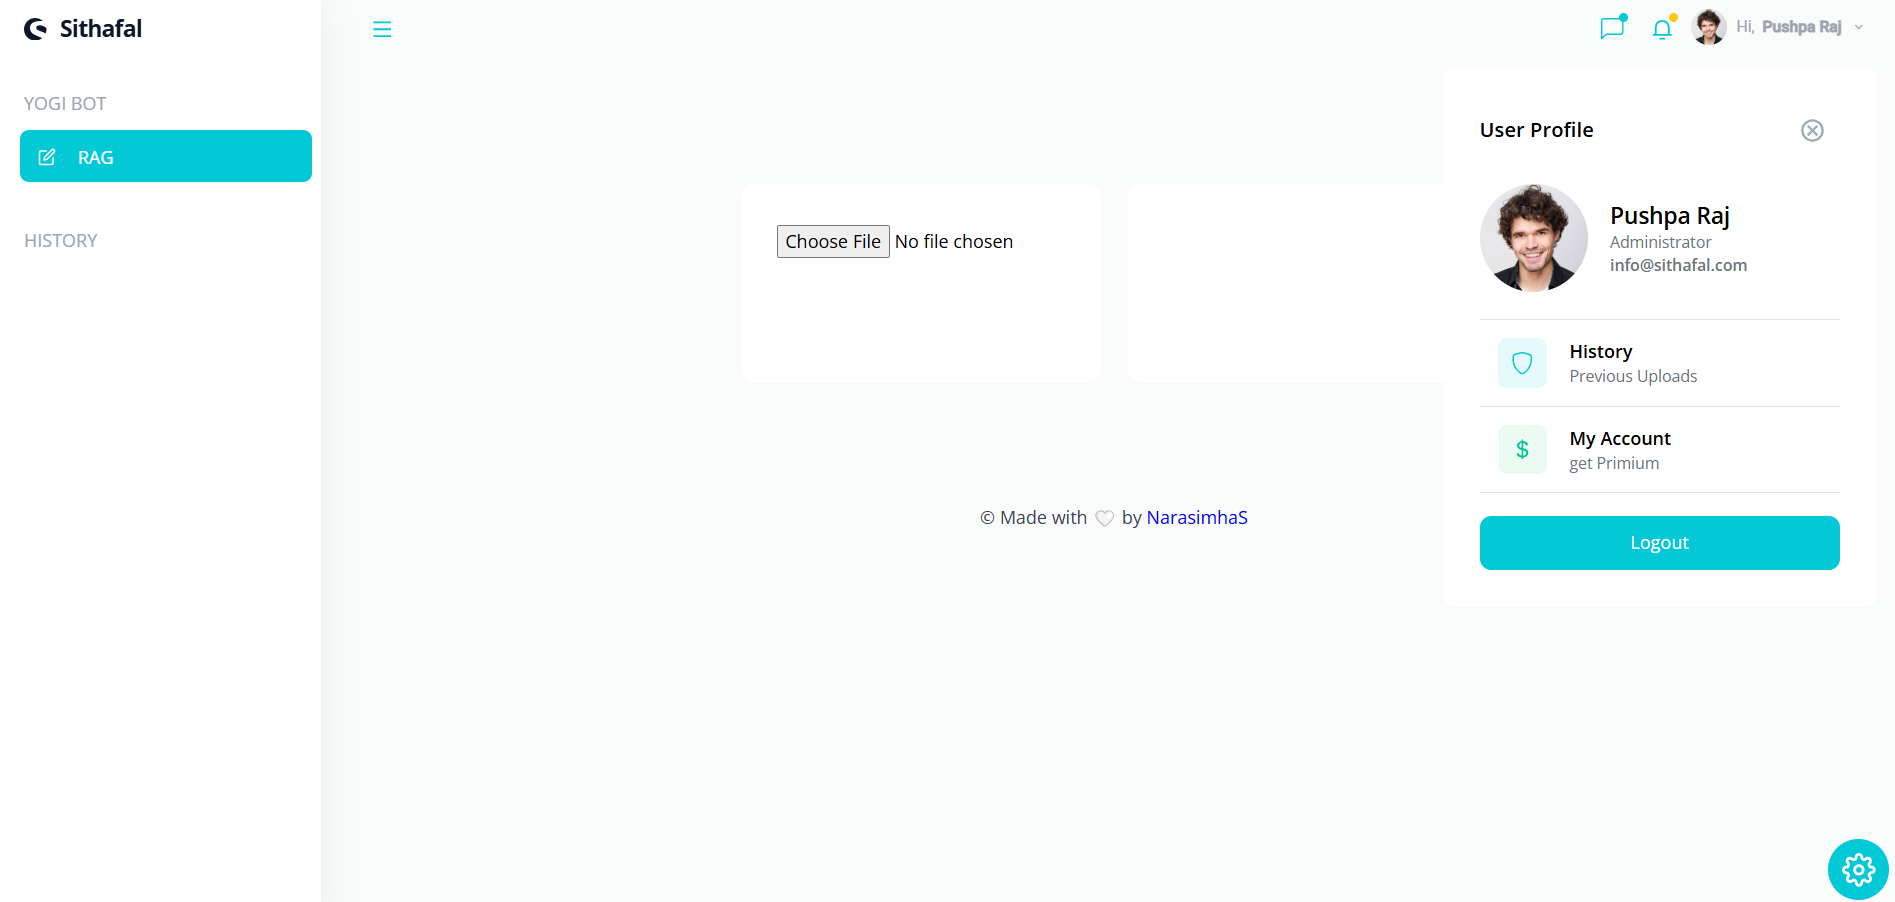 Sithafal
Hi, Pushpa Raj
YOGI BOT
RAG
HISTORY
Choose File No file chosen
© Made with by NarasimhaS
User Profile
Pushpa Raj
Administrator
info@sithafal.com
History
Previous Uploads
My Account
get Primium
Logout